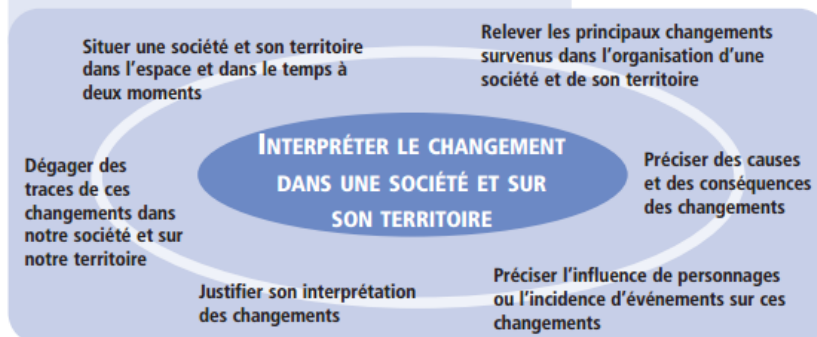 Situer une société et son territoire
dans l'espace et dans le temps à
deux moments
Relever les principaux changements
survenus dans l'organisation d'une
société et de son territoire
INTERPRÉTER LE CHANGEMENT
DANS UNE SOCIÉTÉ ET SUR
SON TERRITOIRE
Dégager des
traces de ces
changements dans
notre société et sur
notre territoire
Préciser des causes
et des conséquences
des changements
Justifier son interprétation
des changements
Préciser l'influence de personnages
ou l'incidence d'événements sur ces
changements